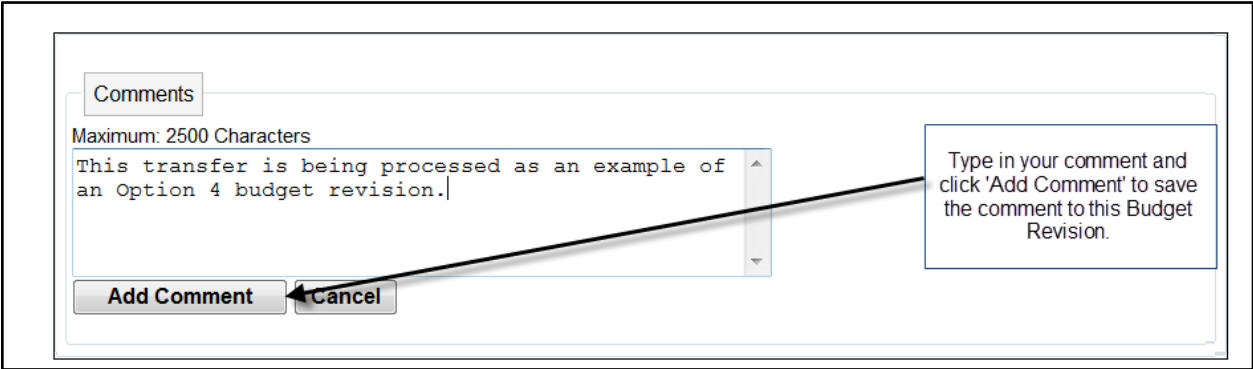 Comments
Maximum: 2500 Characters
This transfer is being processed as an example of
an Option 4 budget revision.
Add Comment
Cancel
Type in your comment and
click 'Add Comment' to save
the comment to this Budget
Revision.